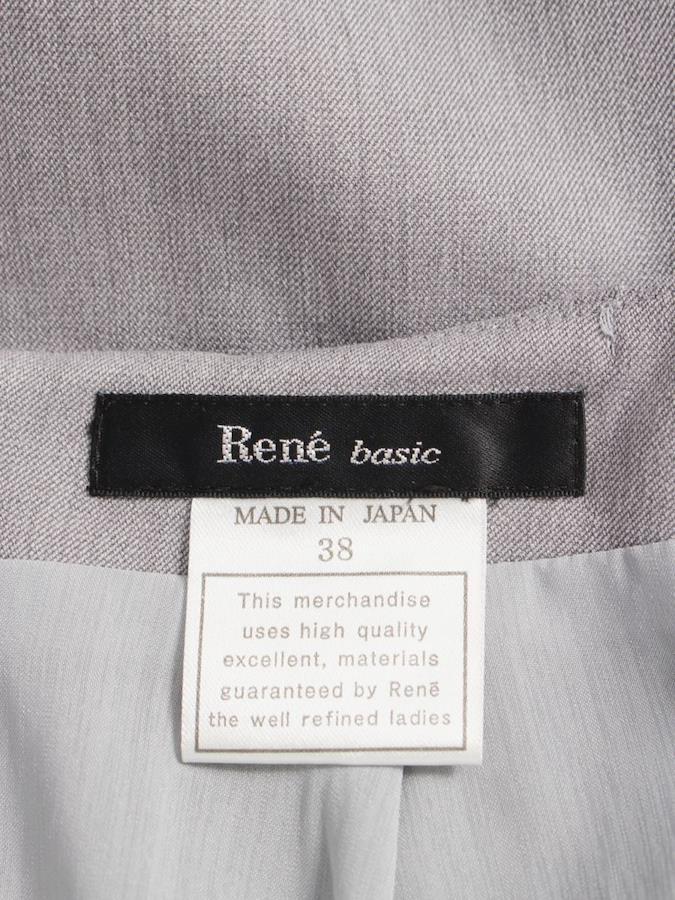 René basic
MADE IN JAPAN
38
This merchandise
uses high quality
excellent, materials
guaranteed by René
the well refined ladies